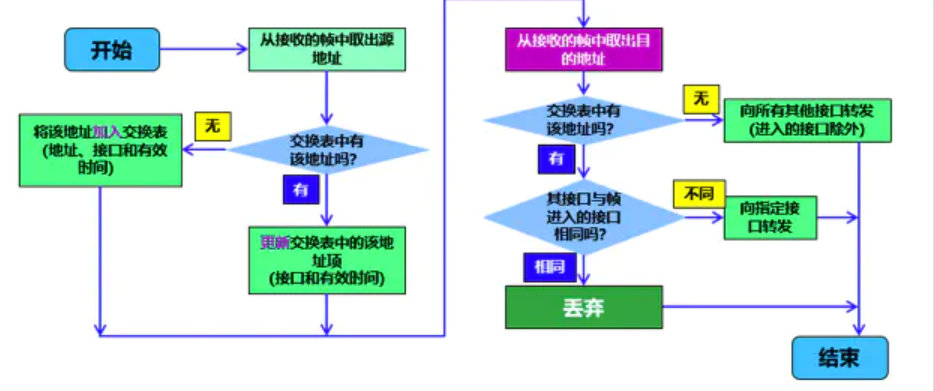 开始
从接收的帧中取出源
地址
交换表中有
该地址吗？
无
将该地址加入交换表
(地址、接口和有效
时间)
有
更新交换表中的该地
址项
(接口和有效时间)
从接收的帧中取出目
的地址
交换表中有
该地址吗？
无
向所有其他接口转发
(进入的接口除外)
有
其接口与帧
进入的接口
相同吗？
不同
向指定接
口转发
相同
丢弃
结束